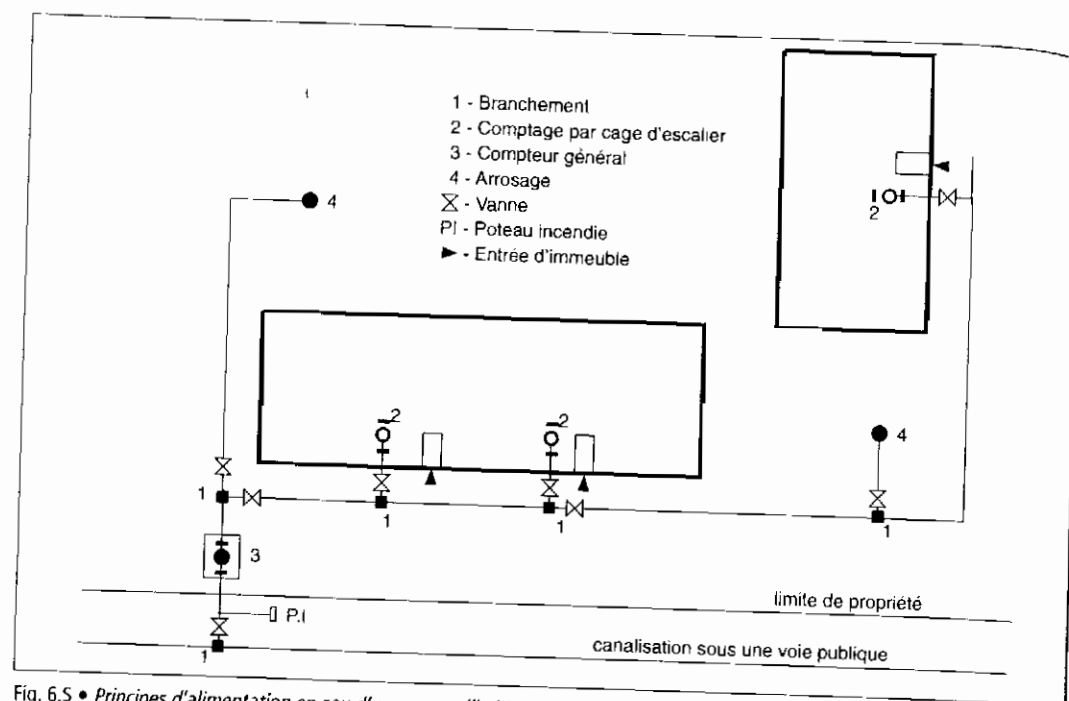 1 - Branchement
2 - Comptage par cage d'escalier
3 - Compteur général
4 - Arrosage
- Vanne
PI - Poteau incendie
- Entrée d'immeuble
4
2
2
2
4
1
1
1
1
3
limite de propriété
P.I
canalisation sous une voie publique
1
Fig. 6.5 • Principes d'alimentation en eau